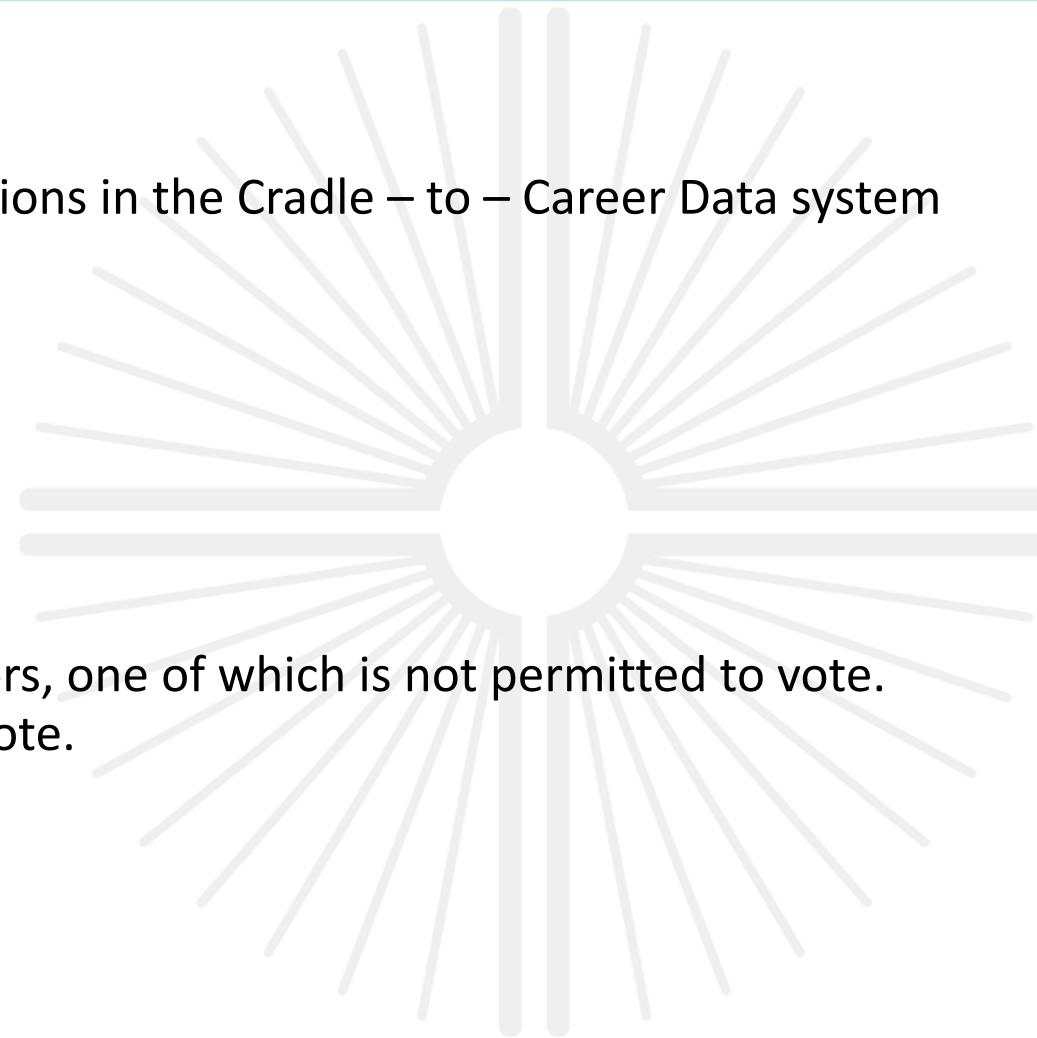 ions in the Cradle – to – Career Data system
rs, one of which is not permitted to vote.
ote.